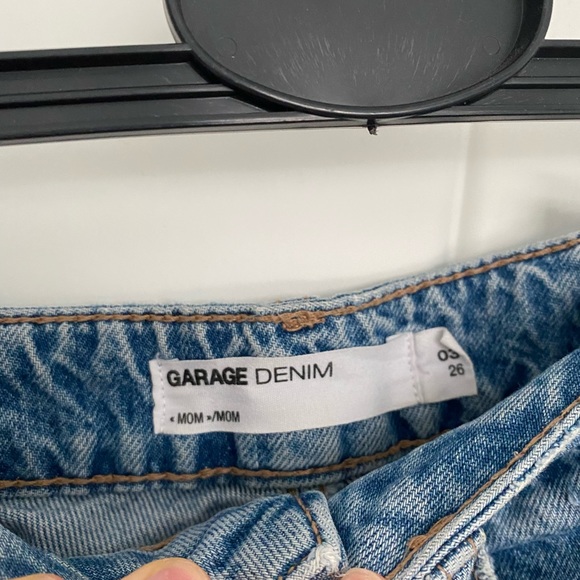 GARAGE DENIM
« MOM »/MOM
03
26